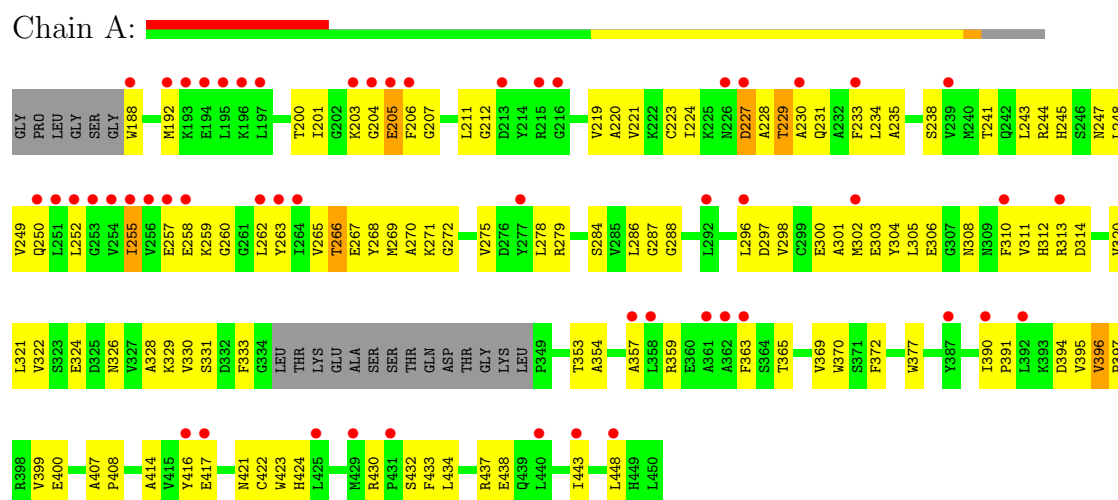 Chain A:
GLY PRO LEU GLY SER GLY W188 M192 K193 E194 L195 K196 L197 T200 I201 G202 K203 G204 E205 F206 G207 L211 G212 D213 Y214 R215 G216 V219 A220 V221 K222 C223 I224 K225 N226 D227 A228 T229 A230 Q231 A232 F233 L234 A235 S238 V239 M240 T241 Q242 L243 R244 H245 S246 N247 L248
V249 Q250 L251 L252 G253 V254 I255 V256 E257 E258 K259 G260 G261 L262 Y263 I264 V265 T266 E267 Y268 M269 A270 K271 G272 V275 D276 Y277 L278 R279 S284 V285 L286 G287 G288 L292 L296 D297 V298 C299 E300 A301 M302 E303 Y304 L305 E306 G307 N308 N309 F310 V311 H312 R313 D314 V320
L321 V322 S323 E324 D325 N326 V327 A328 K329 V330 S331 D332 F333 G334 LEU THR LYS GLU ALA SER SER THR GLN ASP THR GLY LYS LEU P349 T353 A354 A357 L358 R359 E360 A361 A362 F363 S364 T365 V369 W370 S371 F372 W377 Y387 I390 P391 L392 K393 D394 V395 V396 P397
R398 V399 E400 A407 P408 A414 V415 Y416 E417 N421 C422 W423 H424 L425 M429 R430 P431 S432 F433 L434 R437 E438 Q439 L440 I443 L448 H449 L450